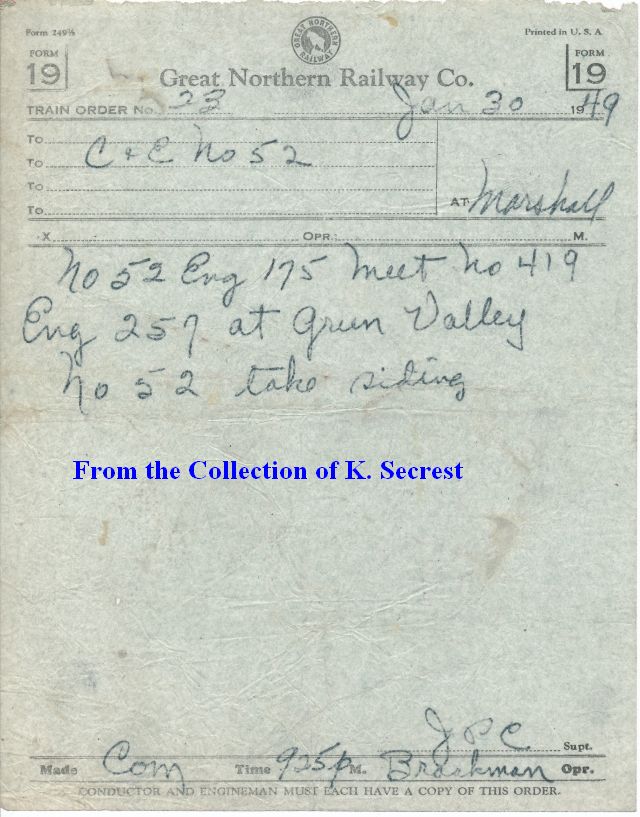 Form 249½
Printed in U. S. A.
GREAT NORTHERN RAILWAY
FORM 19
FORM 19
Great Northern Railway Co.
TRAIN ORDER No. 23 Jan 30 1949
To
To C & E No 52
To
To
AT Marshall
X OPR. M.
No 52 Eng 175 meet No 419
Eng 257 at Green Valley
No 52 take siding
From the Collection of K. Secrest
J P C Supt.
Made Com Time 925p M. Brackman Opr.
CONDUCTOR AND ENGINEMAN MUST EACH HAVE A COPY OF THIS ORDER.